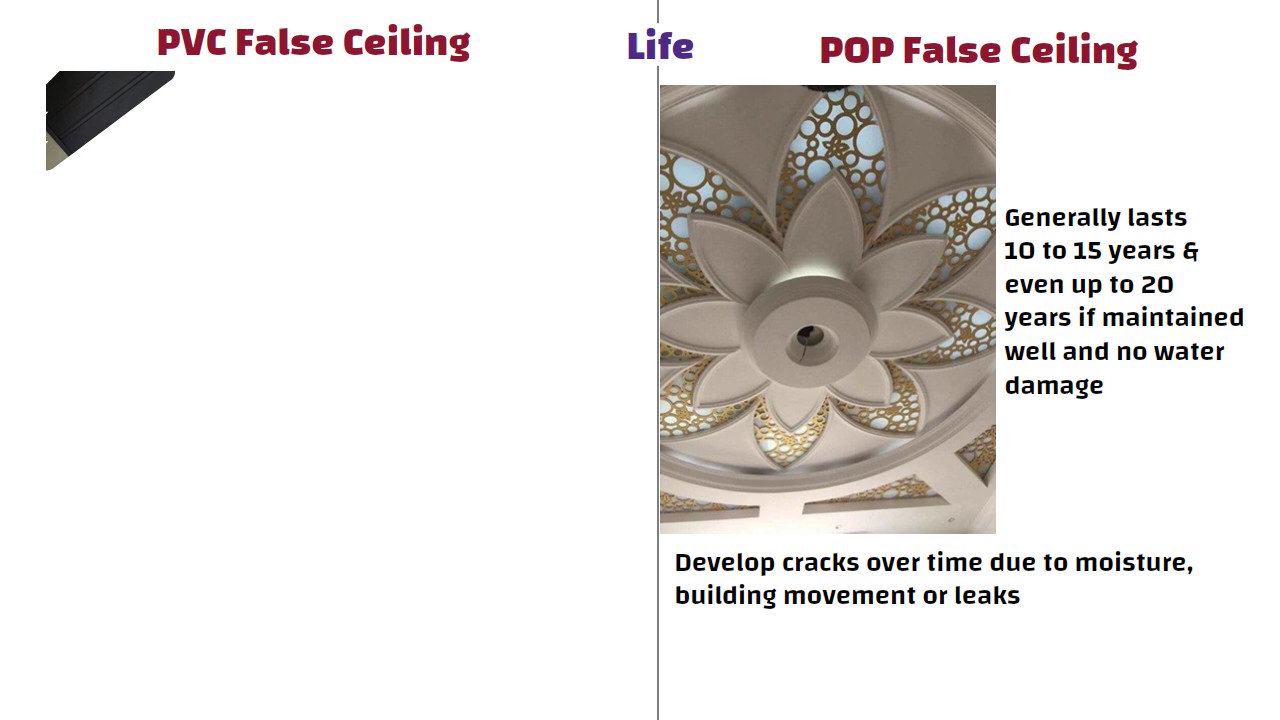 PVC False Ceiling
Life
POP False Ceiling
Generally lasts
10 to 15 years &
even up to 20
years if maintained
well and no water
damage
Develop cracks over time due to moisture,
building movement or leaks